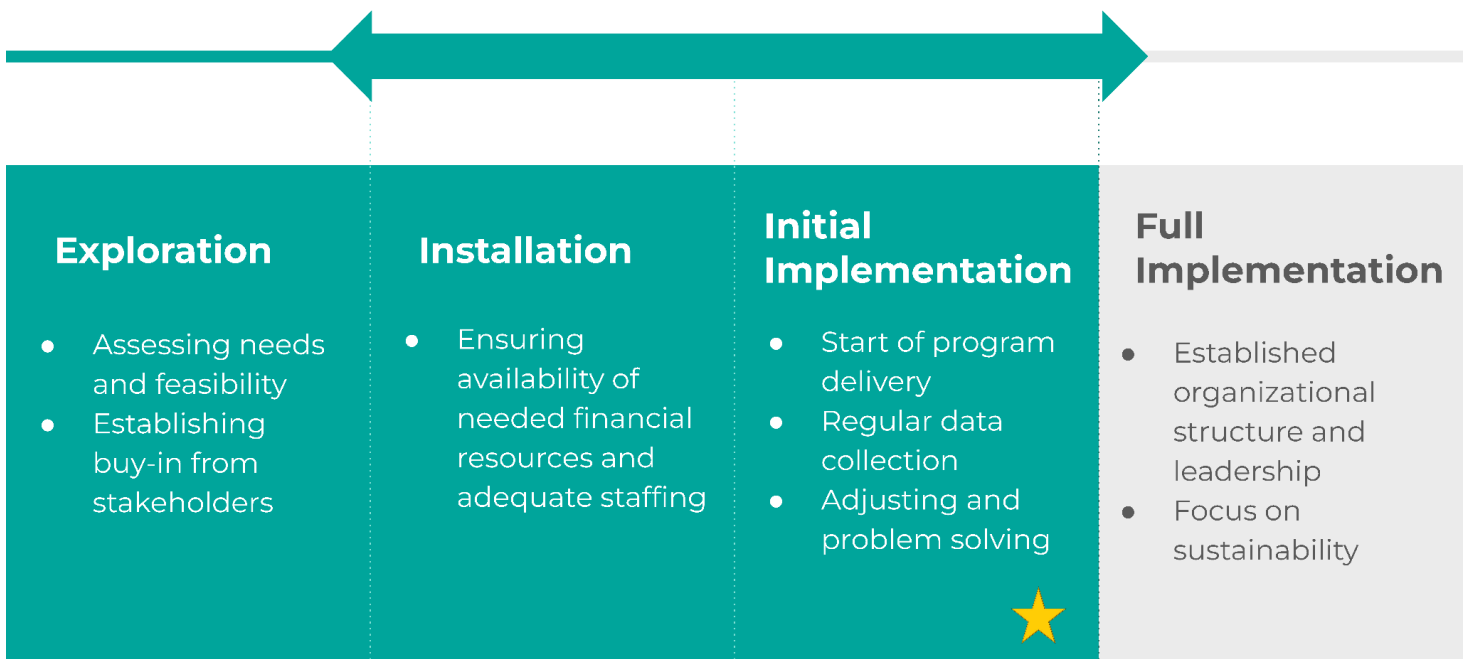 Exploration
● Assessing needs
and feasibility
● Establishing
buy-in from
stakeholders
Installation
● Ensuring
availability of
needed financial
resources and
adequate staffing
Initial
Implementation
● Start of program
delivery
● Regular data
collection
● Adjusting and
problem solving
Full
Implementation
● Established
organizational
structure and
leadership
● Focus on
sustainability